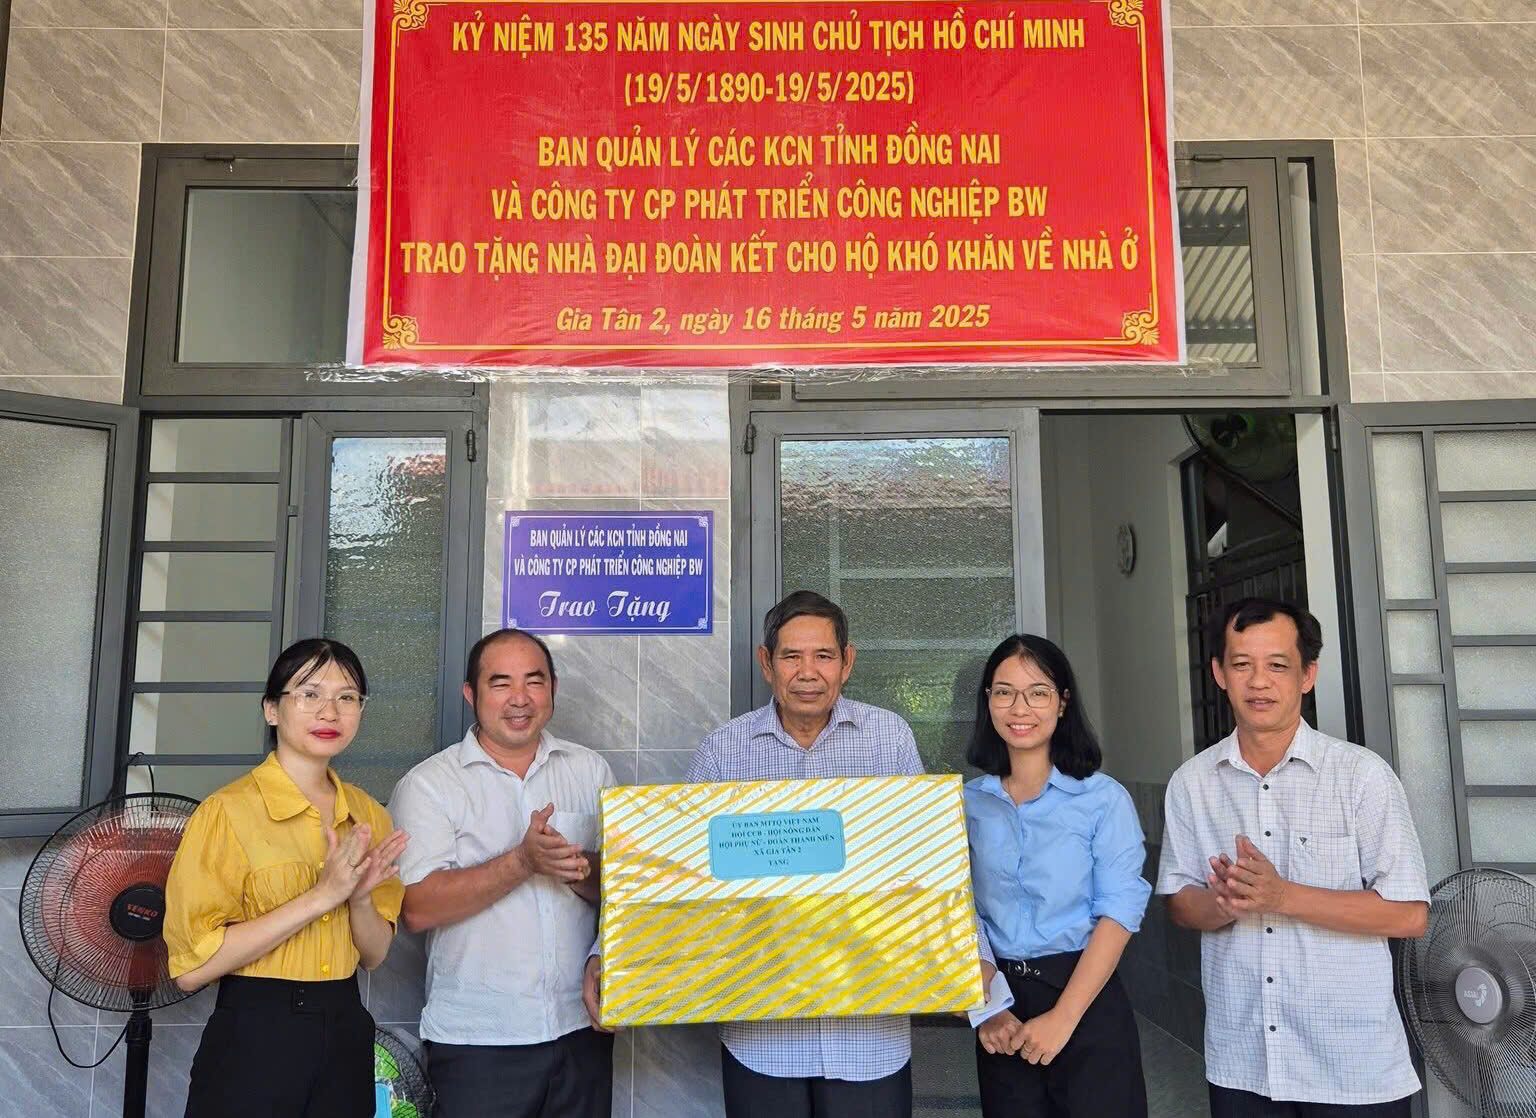 KỶ NIỆM 135 NĂM NGÀY SINH CHỦ TỊCH HỒ CHÍ MINH
(19/5/1890-19/5/2025)
BAN QUẢN LÝ CÁC KCN TỈNH ĐỒNG NAI
VÀ CÔNG TY CP PHÁT TRIỂN CÔNG NGHIỆP BW
TRAO TẶNG NHÀ ĐẠI ĐOÀN KẾT CHO HỘ KHÓ KHĂN VỀ NHÀ Ở
Gia Tân 2, ngày 16 tháng 5 năm 2025
BAN QUẢN LÝ CÁC KCN TỈNH ĐỒNG NAI
VÀ CÔNG TY CP PHÁT TRIỂN CÔNG NGHIỆP BW
Trao Tặng
ỦY BAN MTTQ VIỆT NAM
HỘI CCB - HỘI NÔNG DÂN
HỘI PHỤ NỮ - ĐOÀN THANH NIÊN
XÃ GIA TÂN 2
TẶNG